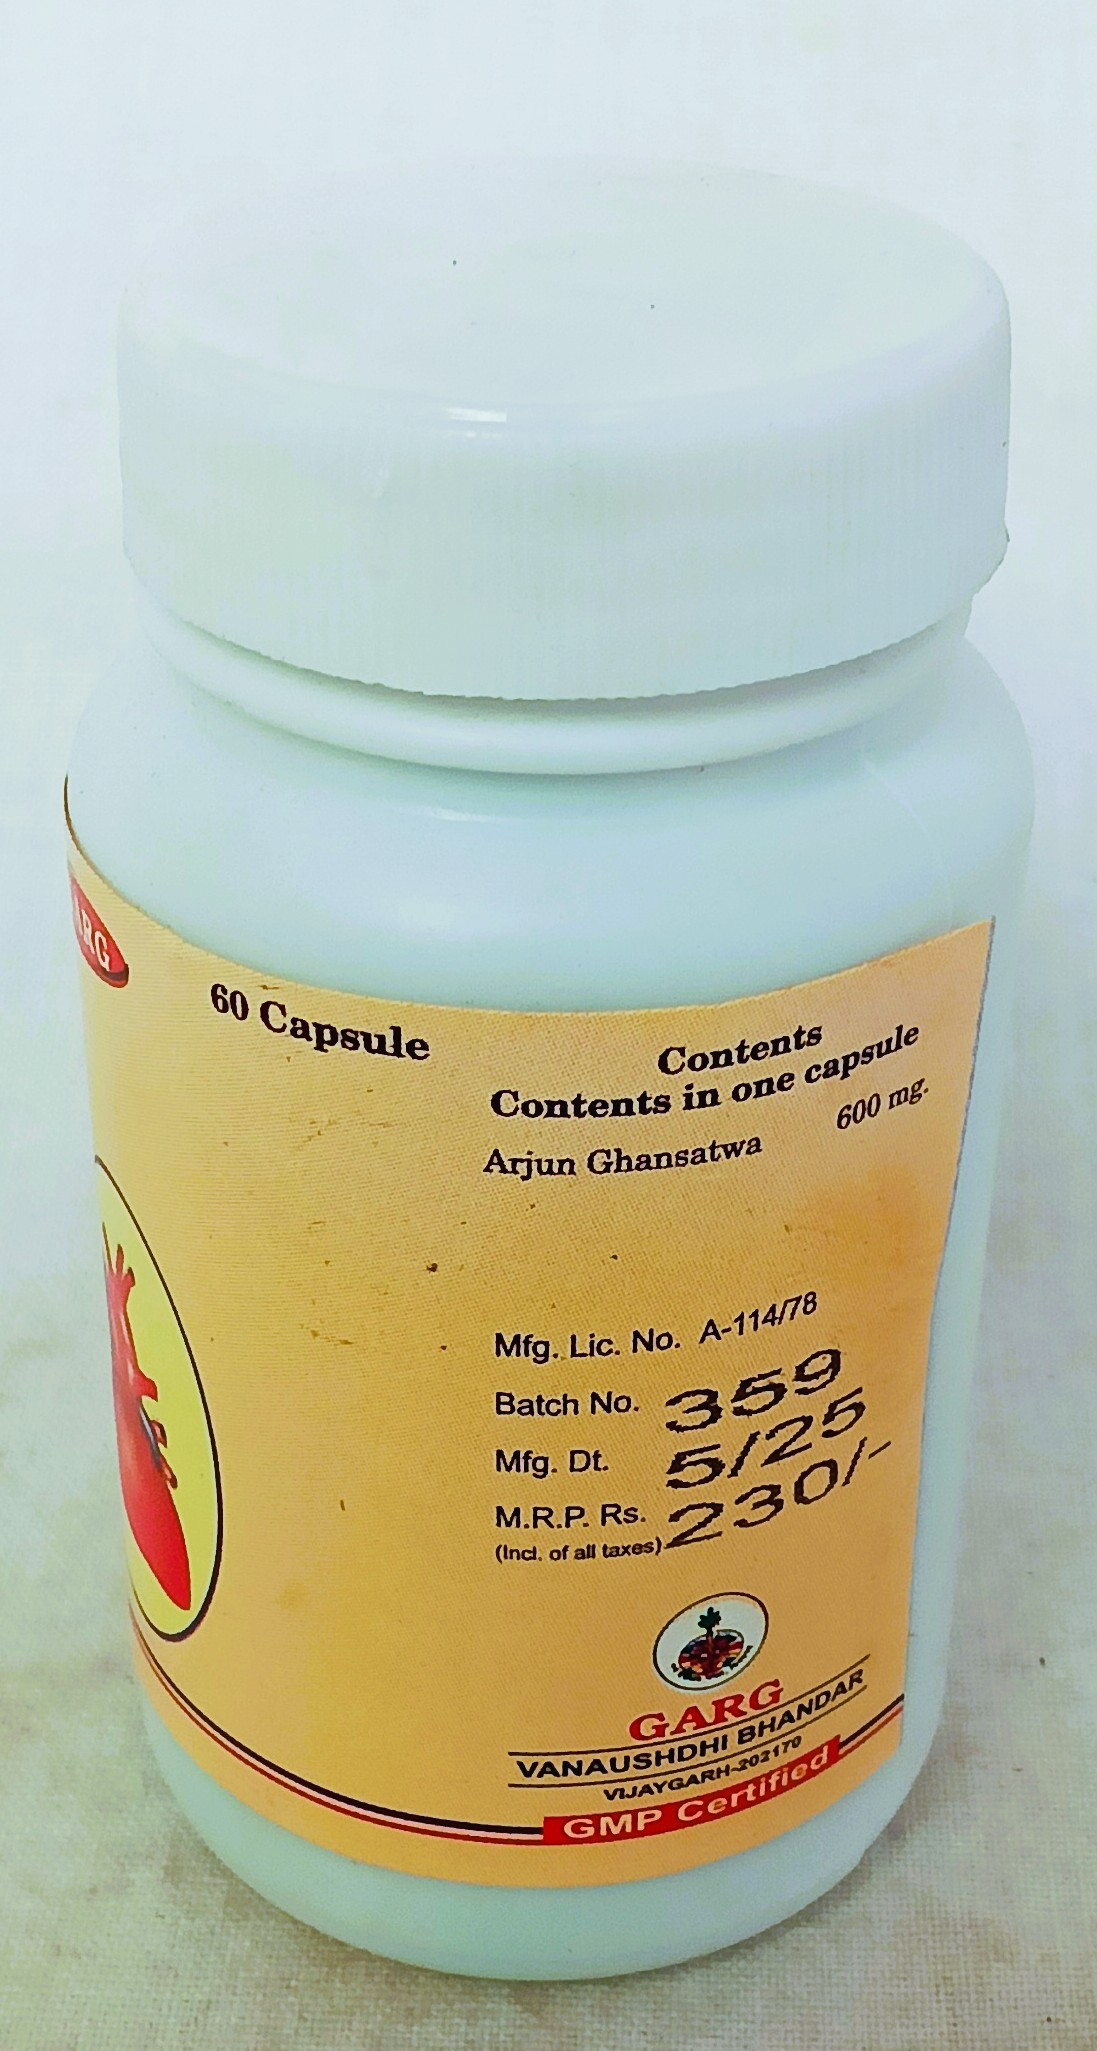 60 Capsule
Contents
Contents in one capsule
Arjun Ghansatwa 600 mg.
Mfg. Lic. No. A-114/78
Batch No. 359
Mfg. Dt. 5/25
M.R.P. Rs. 230/-
(Incl. of all taxes)
GARG
VANAUSHDHI BHANDAR
VIJAYGARH-202170
GMP Certified